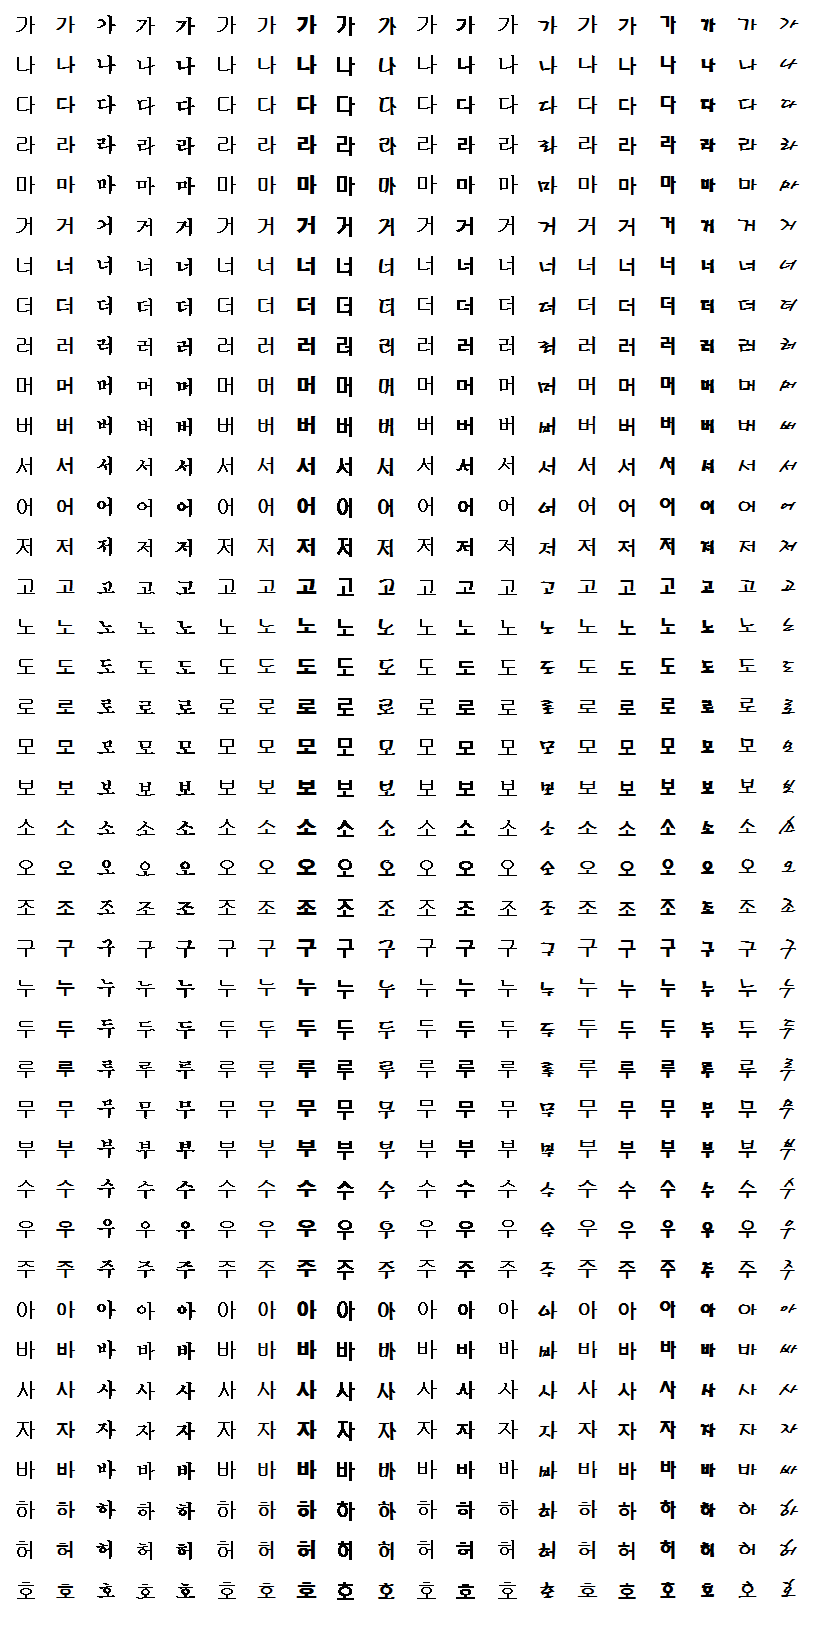 가 가 가 가 가 가 가 가 가 가 가 가 가 가 가 가 가 가 가 가
나 나 나 나 나 나 나 나 나 나 나 나 나 나 나 나 나 나 나 나
다 다 다 다 다 다 다 다 다 다 다 다 다 다 다 다 다 다 다 다
라 라 라 라 라 라 라 라 라 라 라 라 라 라 라 라 라 라 라 라
마 마 마 마 마 마 마 마 마 마 마 마 마 마 마 마 마 마 마 마
거 거 거 거 거 거 거 거 거 거 거 거 거 거 거 거 거 거 거 거
너 너 너 너 너 너 너 너 너 너 너 너 너 너 너 너 너 너 너 너
더 더 더 더 더 더 더 더 더 더 더 더 더 더 더 더 더 더 더 더
러 러 러 러 러 러 러 러 러 러 러 러 러 러 러 러 러 러 러 러
머 머 머 머 머 머 머 머 머 머 머 머 머 머 머 머 머 머 머 머
버 버 버 버 버 버 버 버 버 버 버 버 버 버 버 버 버 버 버 버
서 서 서 서 서 서 서 서 서 서 서 서 서 서 서 서 서 서 서 서
어 어 어 어 어 어 어 어 어 어 어 어 어 어 어 어 어 어 어 어
저 저 저 저 저 저 저 저 저 저 저 저 저 저 저 저 저 저 저 저
고 고 고 고 고 고 고 고 고 고 고 고 고 고 고 고 고 고 고 고
노 노 노 노 노 노 노 노 노 노 노 노 노 노 노 노 노 노 노 노
도 도 도 도 도 도 도 도 도 도 도 도 도 도 도 도 도 도 도 도
로 로 로 로 로 로 로 로 로 로 로 로 로 로 로 로 로 로 로 로
모 모 모 모 모 모 모 모 모 모 모 모 모 모 모 모 모 모 모 모
보 보 보 보 보 보 보 보 보 보 보 보 보 보 보 보 보 보 보 보
소 소 소 소 소 소 소 소 소 소 소 소 소 소 소 소 소 소 소 소
오 오 오 오 오 오 오 오 오 오 오 오 오 오 오 오 오 오 오 오
조 조 조 조 조 조 조 조 조 조 조 조 조 조 조 조 조 조 조 조
구 구 구 구 구 구 구 구 구 구 구 구 구 구 구 구 구 구 구 구
누 누 누 누 누 누 누 누 누 누 누 누 누 누 누 누 누 누 누 누
두 두 두 두 두 두 두 두 두 두 두 두 두 두 두 두 두 두 두 두
루 루 루 루 루 루 루 루 루 루 루 루 루 루 루 루 루 루 루 루
무 무 무 무 무 무 무 무 무 무 무 무 무 무 무 무 무 무 무 무
부 부 부 부 부 부 부 부 부 부 부 부 부 부 부 부 부 부 부 부
수 수 수 수 수 수 수 수 수 수 수 수 수 수 수 수 수 수 수 수
우 우 우 우 우 우 우 우 우 우 우 우 우 우 우 우 우 우 우 우
주 주 주 주 주 주 주 주 주 주 주 주 주 주 주 주 주 주 주 주
아 아 아 아 아 아 아 아 아 아 아 아 아 아 아 아 아 아 아 아
바 바 바 바 바 바 바 바 바 바 바 바 바 바 바 바 바 바 바 바
사 사 사 사 사 사 사 사 사 사 사 사 사 사 사 사 사 사 사 사
자 자 자 자 자 자 자 자 자 자 자 자 자 자 자 자 자 자 자 자
바 바 바 바 바 바 바 바 바 바 바 바 바 바 바 바 바 바 바 바
하 하 하 하 하 하 하 하 하 하 하 하 하 하 하 하 하 하 하 하
허 허 허 허 허 허 허 허 허 허 허 허 허 허 허 허 허 허 허 허
호 호 호 호 호 호 호 호 호 호 호 호 호 호 호 호 호 호 호 호